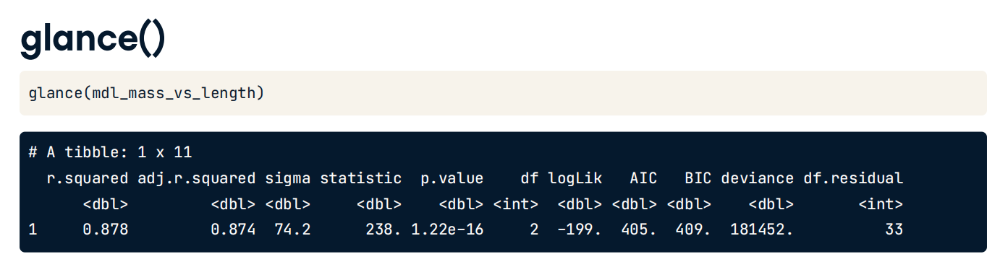 glance()
glance(mdl_mass_vs_length)
# A tibble: 1 x 11
  r.squared adj.r.squared sigma statistic  p.value    df logLik   AIC   BIC deviance df.residual
      <dbl>         <dbl> <dbl>     <dbl>    <dbl> <int>  <dbl> <dbl> <dbl>    <dbl>       <int>
1     0.878         0.874  74.2      238. 1.22e-16     2  -199.  405.  409.  181452.          33